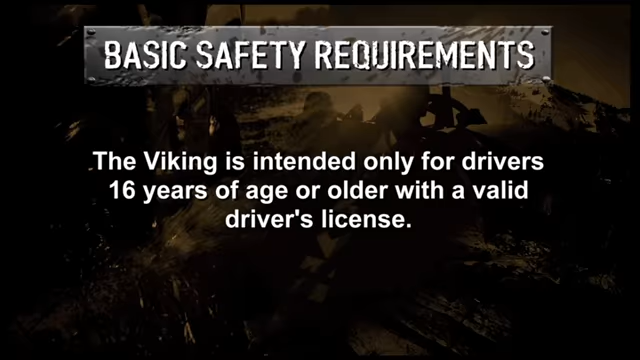 BASIC SAFETY REQUIREMENTS
The Viking is intended only for drivers
16 years of age or older with a valid
driver's license.